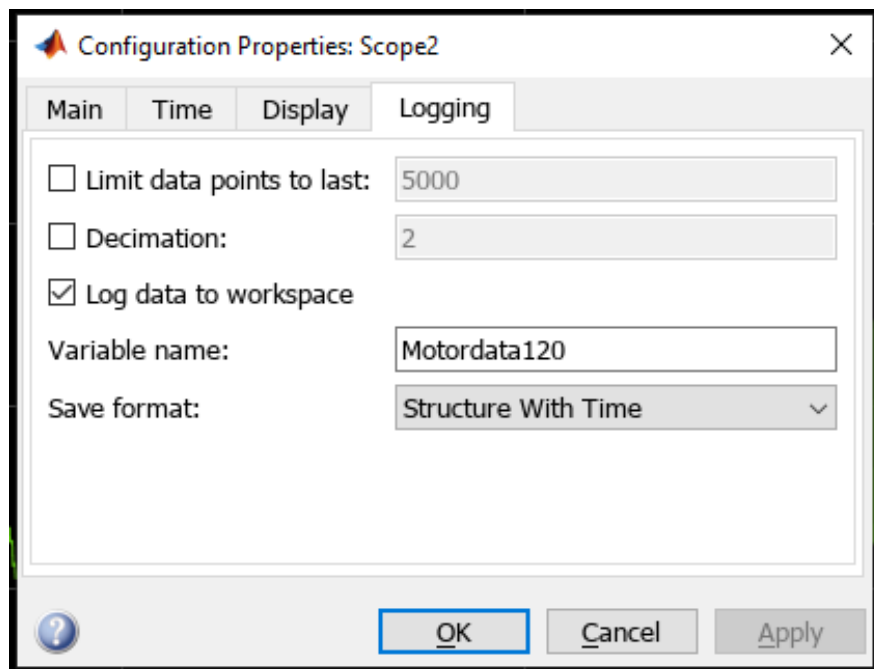 Configuration Properties: Scope2
Main Time Display Logging
Limit data points to last: 5000
Decimation: 2
Log data to workspace
Variable name: Motordata120
Save format: Structure With Time
?
OK Cancel Apply